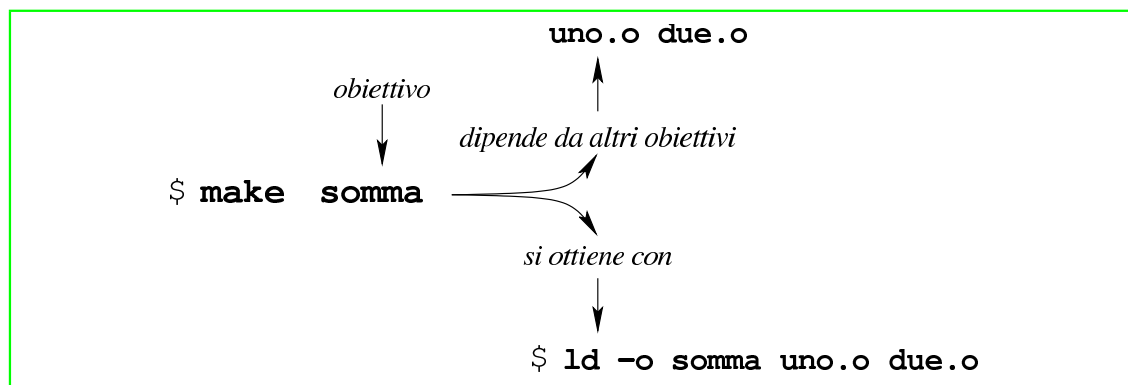 uno.o due.o
obiettivo
dipende da altri obiettivi
$ make somma
si ottiene con
$ ld -o somma uno.o due.o